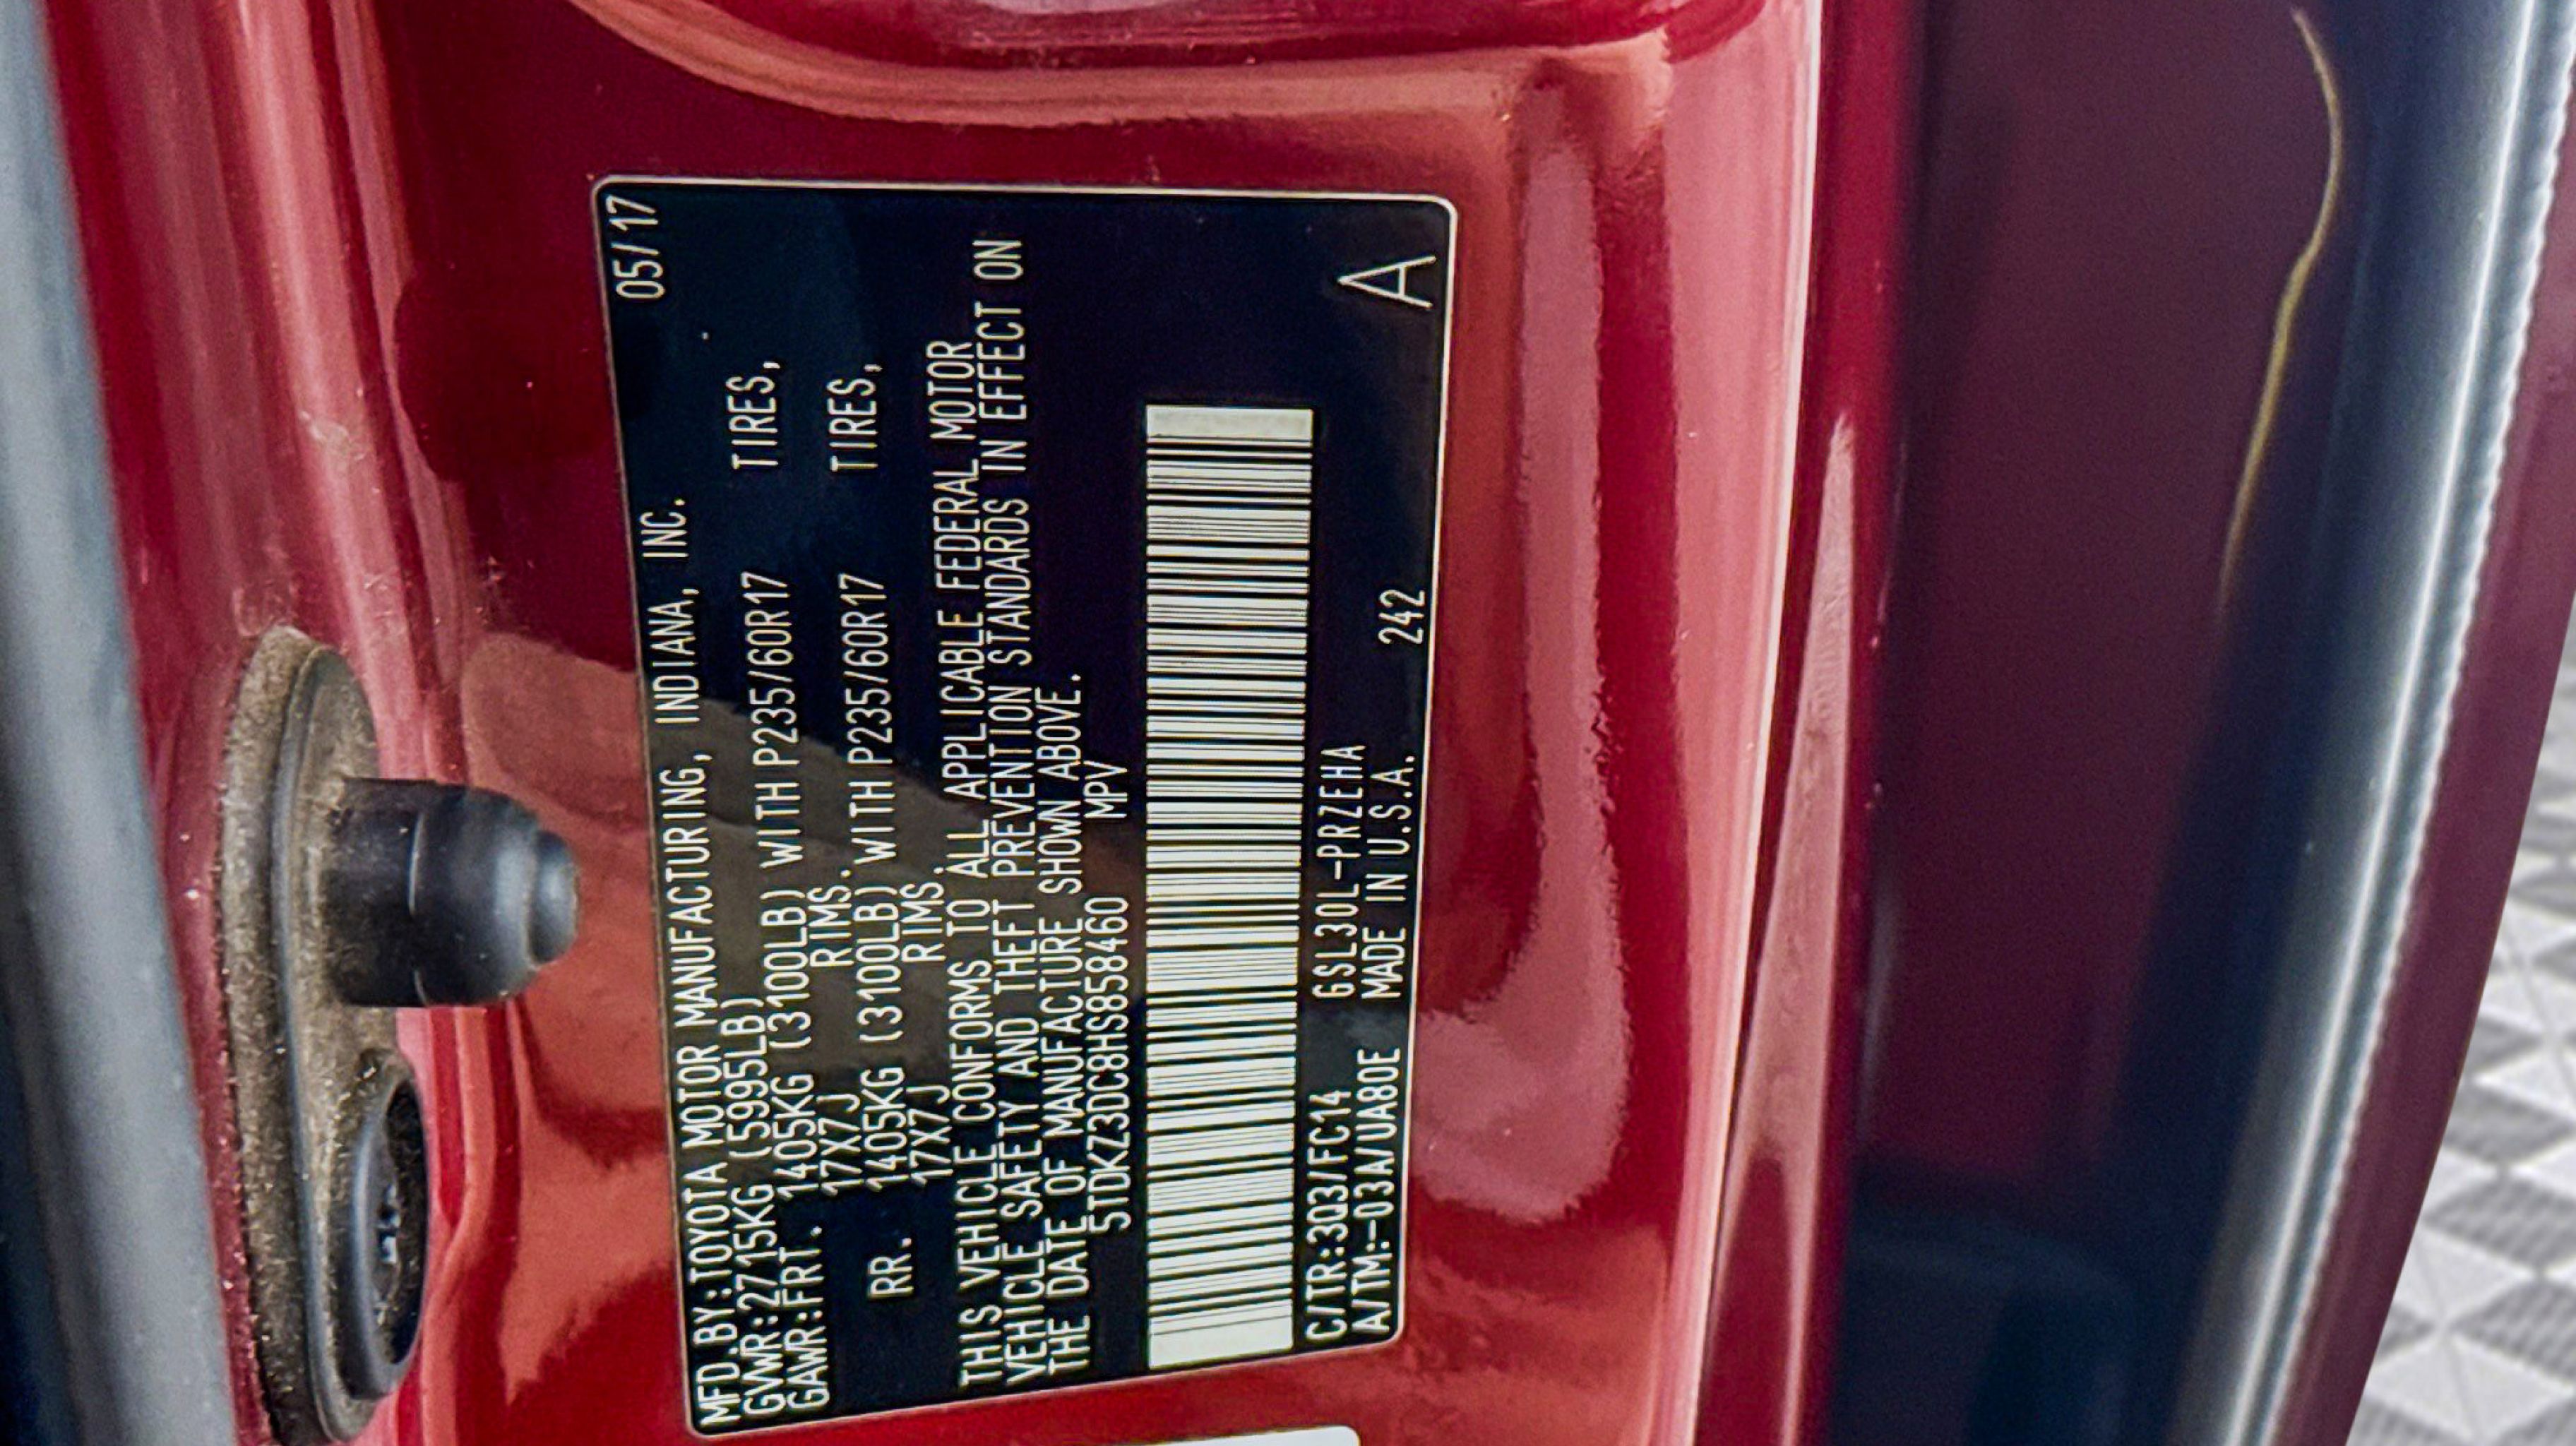 MFD.BY:TOYOTA MOTOR MANUFACTURING, INDIANA, INC. 05/17
GVWR:2715KG (5995LB)
GAWR:FRT. 1405KG (3100LB) WITH P235/60R17 TIRES,
17X7J RIMS.
RR. 1405KG (3100LB) WITH P235/60R17 TIRES,
17X7J RIMS.
THIS VEHICLE CONFORMS TO ALL APPLICABLE FEDERAL MOTOR
VEHICLE SAFETY AND THEFT PREVENTION STANDARDS IN EFFECT ON
THE DATE OF MANUFACTURE SHOWN ABOVE.
5TDKZ3DC8HS858460 MPV
C/TR:3Q3/FC14 GSL30L-PRZEHA
A/TM:-03A/UA80E MADE IN U.S.A. 242 A